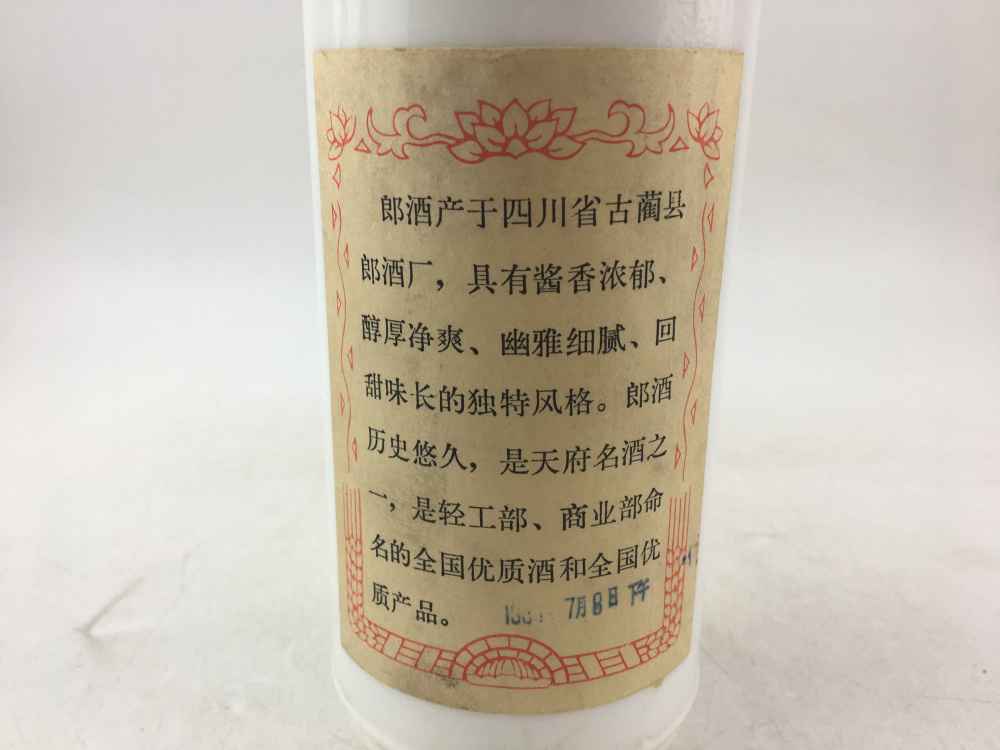 郎酒产于四川省古蔺县
郎酒厂，具有酱香浓郁、
醇厚净爽、幽雅细腻、回
甜味长的独特风格。郎酒
历史悠久，是天府名酒之
一，是轻工部、商业部命
名的全国优质酒和全国优
质产品。
7月8日下午